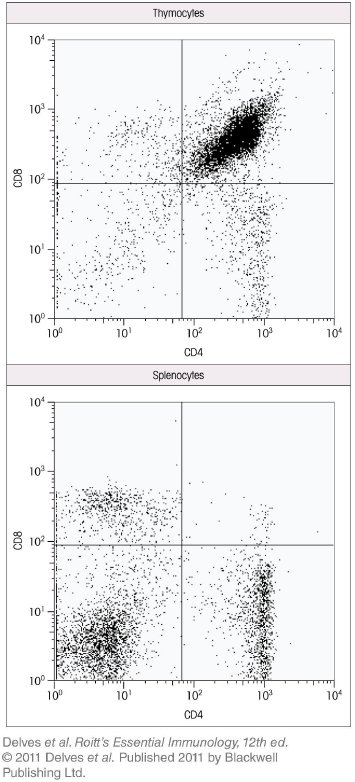 Thymocytes
10⁴
10³
10²
10¹
10⁰
CD8
10⁰ 10¹ 10² 10³ 10⁴
CD4
Splenocytes
10⁴
10³
10²
10¹
10⁰
CD8
10⁰ 10¹ 10² 10³ 10⁴
CD4
Delves et al. Roitt's Essential Immunology, 12th ed.
© 2011 Delves et al. Published 2011 by Blackwell
Publishing Ltd.